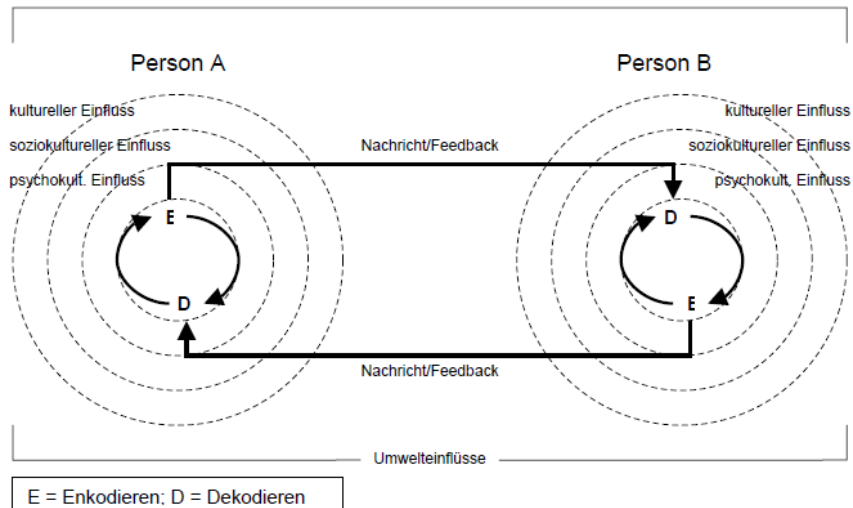 Person A
Person B
kultureller Einfluss
kultureller Einfluss
soziokultureller Einfluss
Nachricht/Feedback
soziokultureller Einfluss
psychokult. Einfluss
psychokult. Einfluss
E
D
D
E
Nachricht/Feedback
Umwelteinflüsse
E = Enkodieren; D = Dekodieren